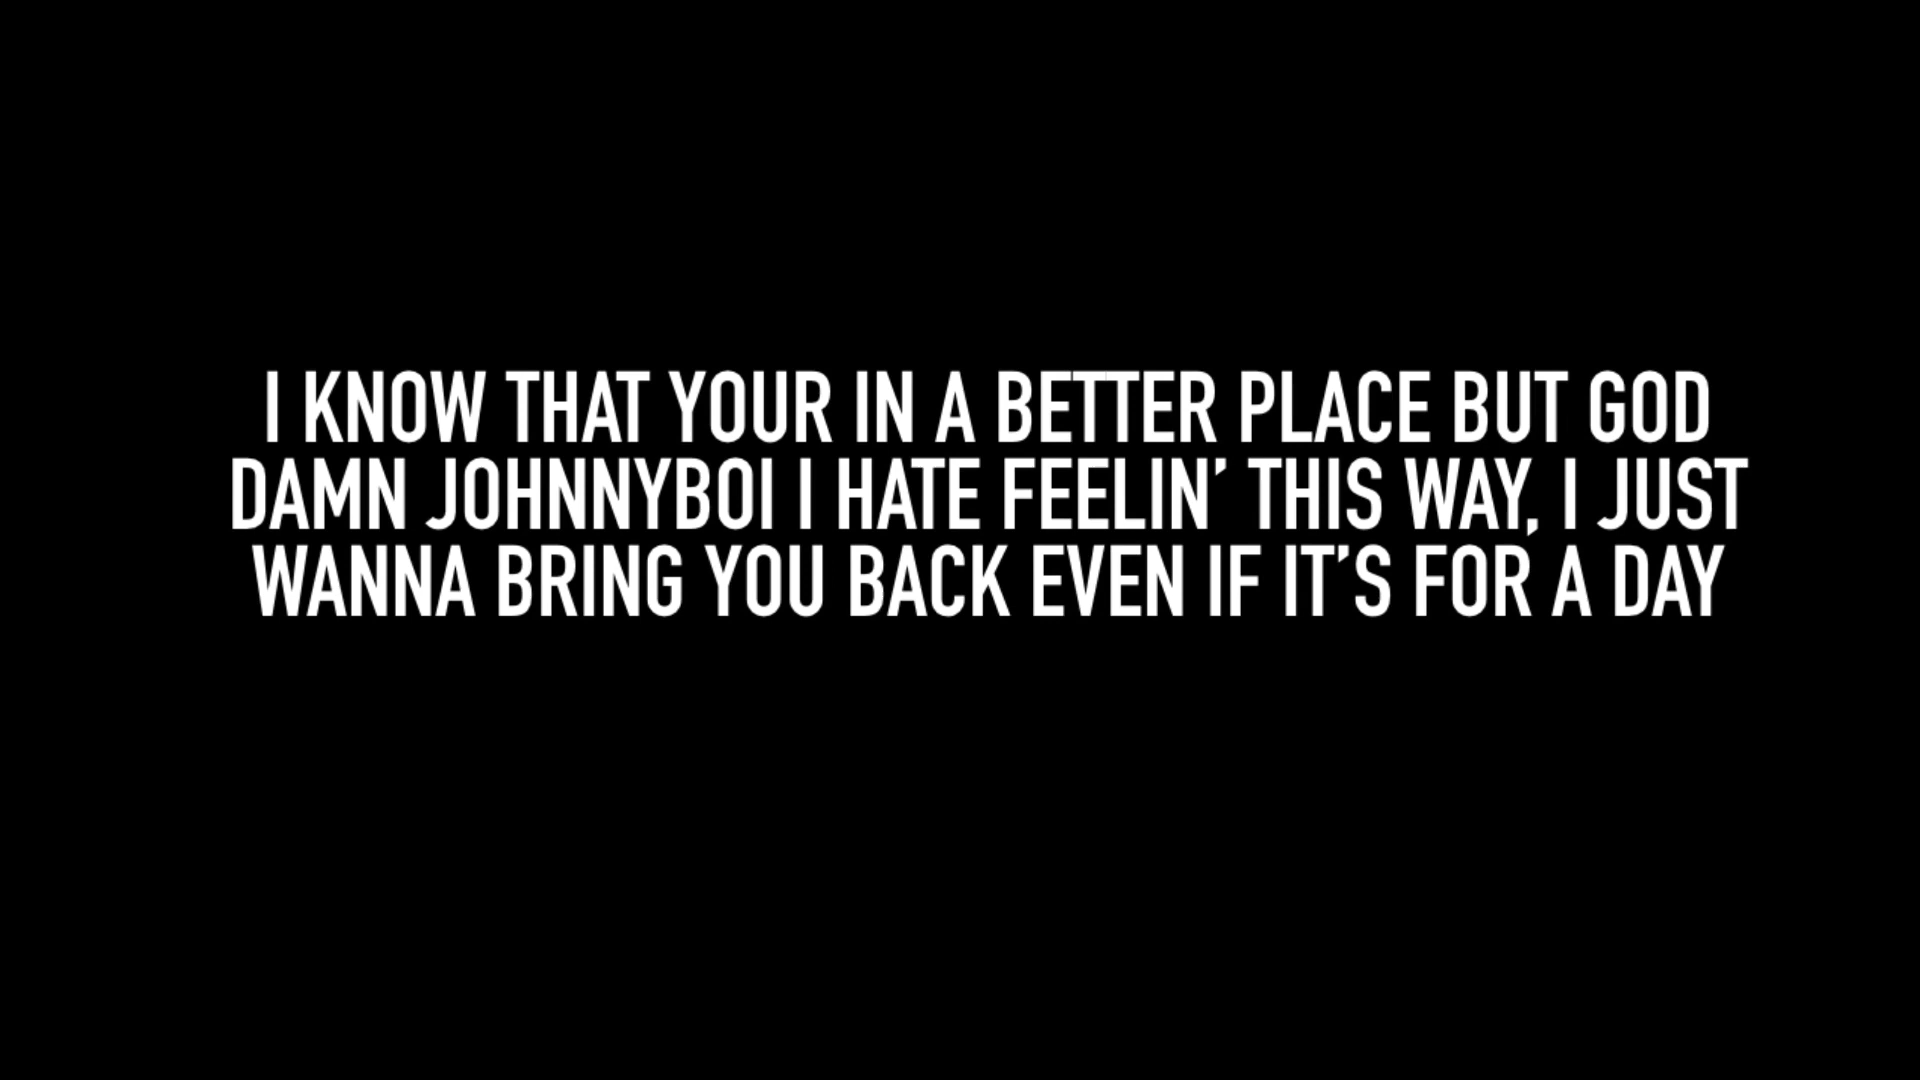 I KNOW THAT YOUR IN A BETTER PLACE BUT GOD
DAMN JOHNNYBOI I HATE FEELIN’ THIS WAY, I JUST
WANNA BRING YOU BACK EVEN IF IT’S FOR A DAY